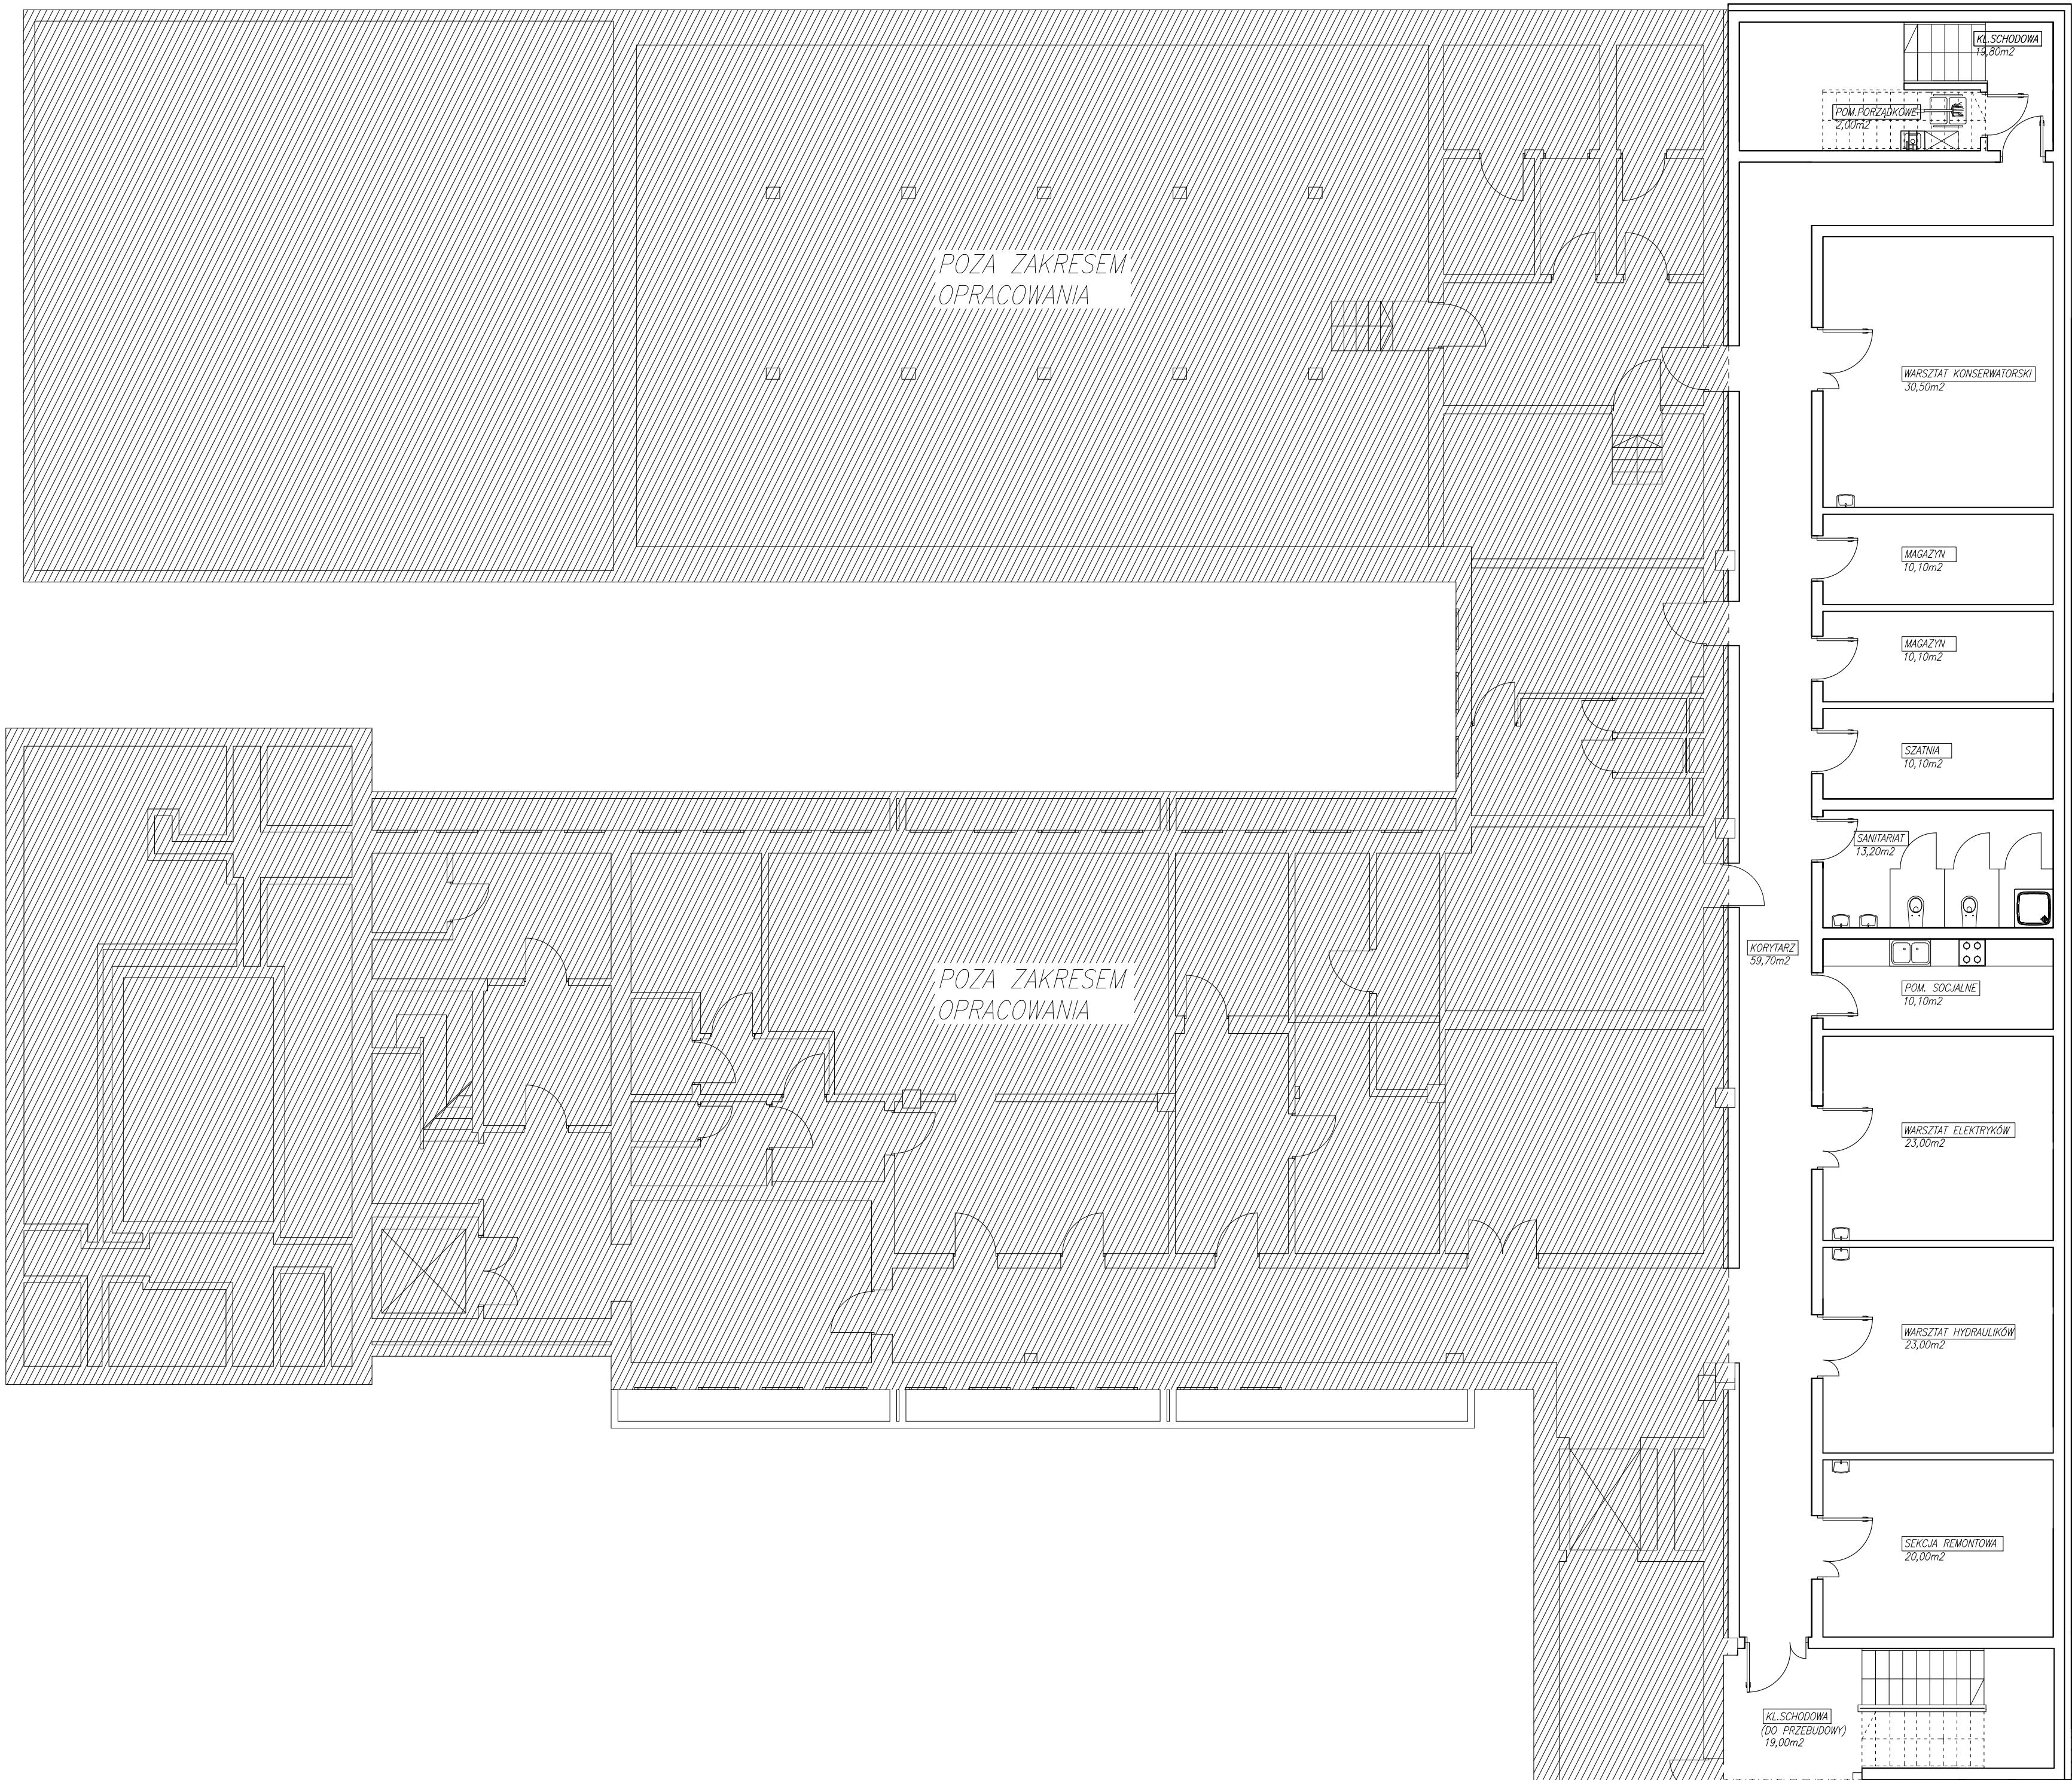 KL.SCHODOWA
19,80m2
POM.PORZĄDKOWE
2,00m2
POZA ZAKRESEM
OPRACOWANIA
WARSZTAT KONSERWATORSKI
30,50m2
MAGAZYN
10,10m2
MAGAZYN
10,10m2
SZATNIA
10,10m2
SANITARIAT
13,20m2
KORYTARZ
59,70m2
POZA ZAKRESEM
OPRACOWANIA
POM. SOCJALNE
10,10m2
WARSZTAT ELEKTRYKÓW
23,00m2
WARSZTAT HYDRAULIKÓW
23,00m2
SEKCJA REMONTOWA
20,00m2
KL.SCHODOWA
(DO PRZEBUDOWY)
19,00m2